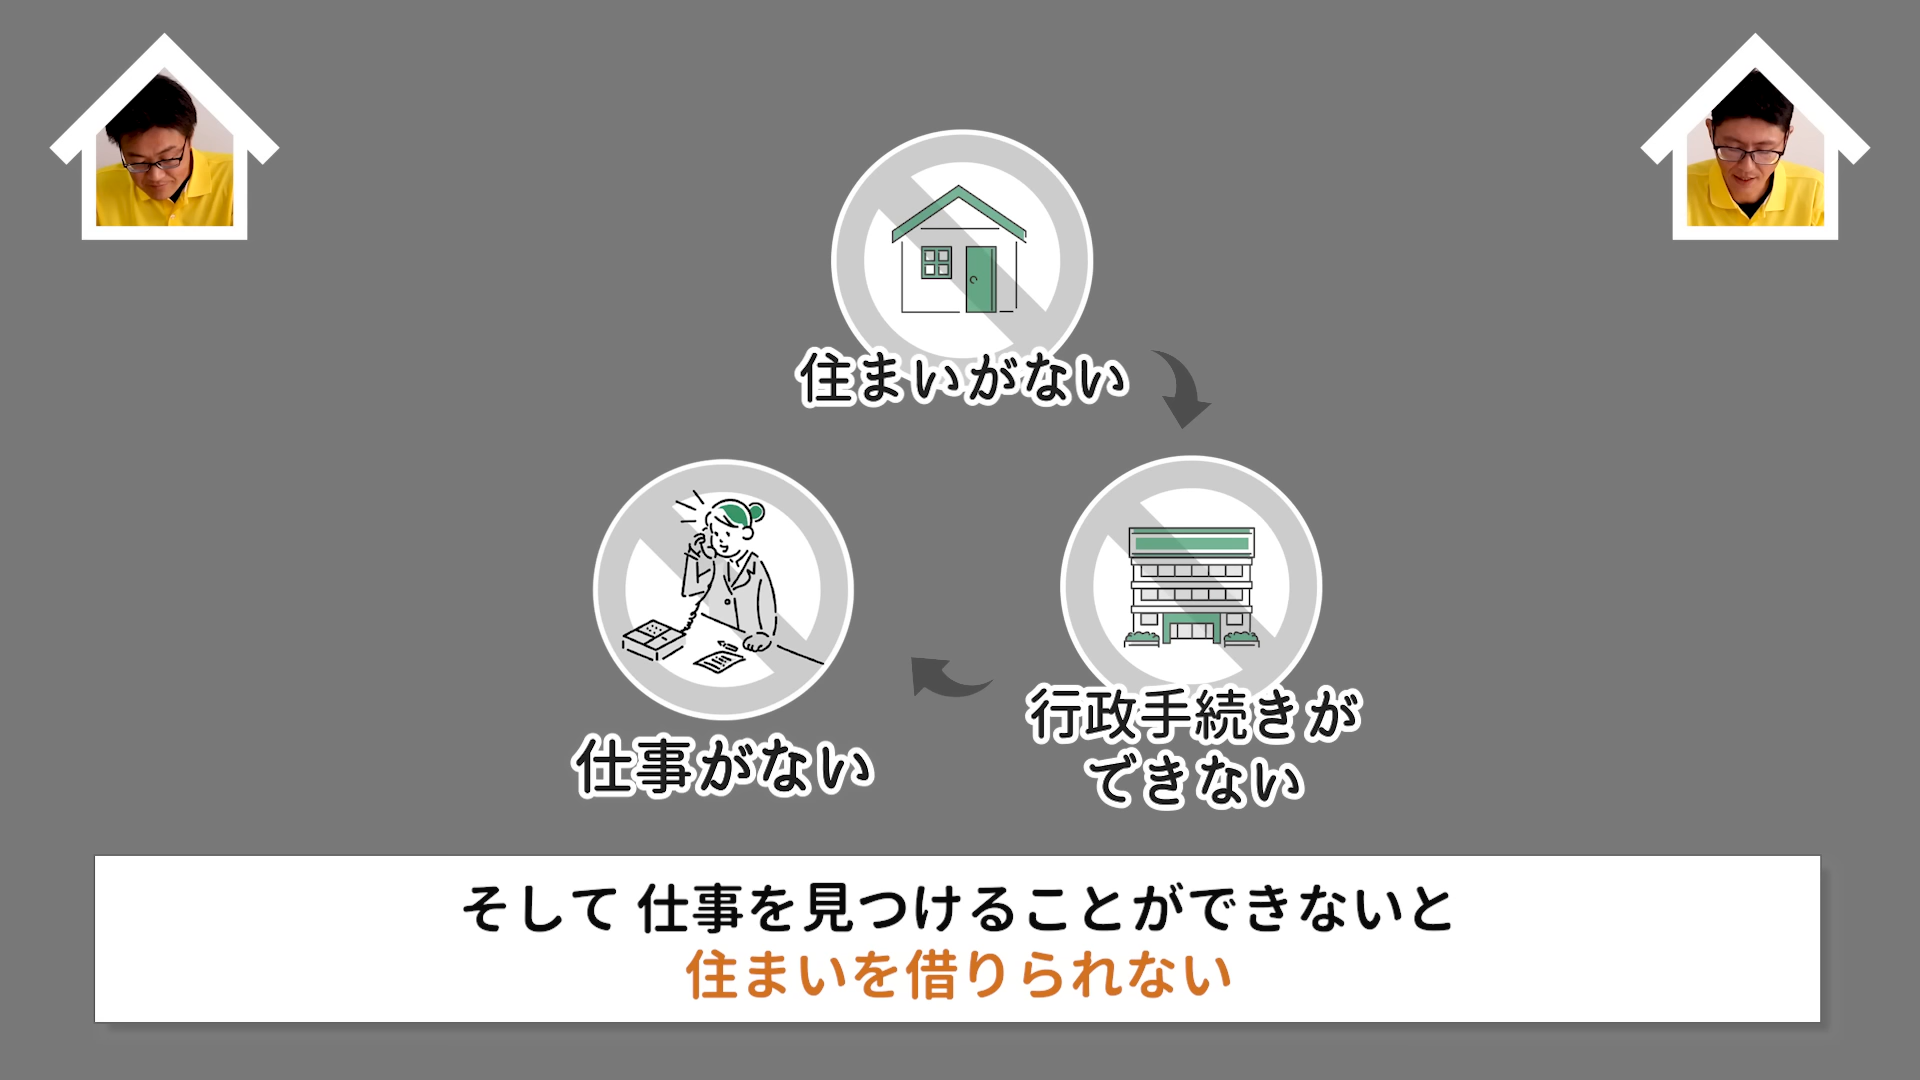 住まいがない
仕事がない
行政手続きが
できない
そして 仕事を見つけることができないと
住まいを借りられない